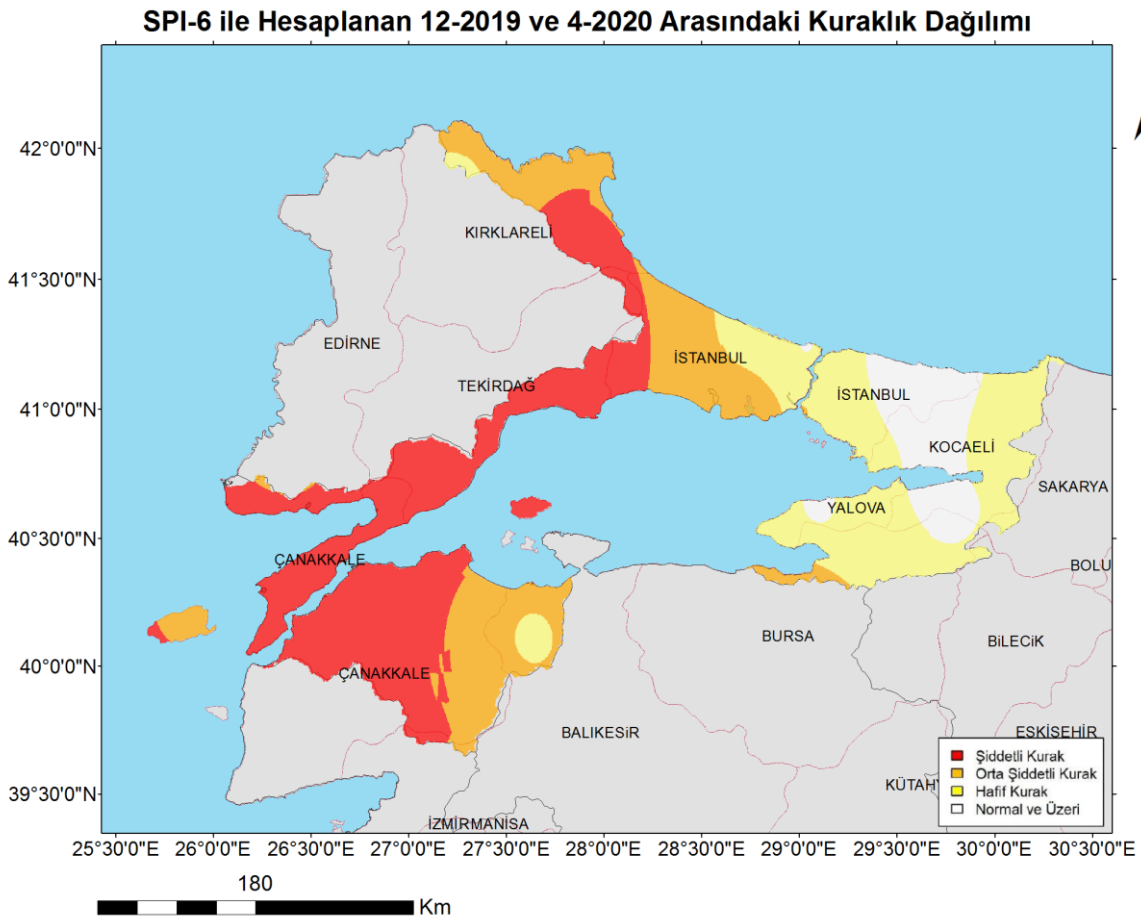 SPI-6 ile Hesaplanan 12-2019 ve 4-2020 Arasındaki Kuraklık Dağılımı
42°0'0"N
KIRKLARELİ
41°30'0"N
EDİRNE
İSTANBUL
TEKİRDAĞ
İSTANBUL
41°0'0"N
KOCAELİ
SAKARYA
YALOVA
40°30'0"N
ÇANAKKALE
BOLU
BURSA
BİLECİK
40°0'0"N
ÇANAKKALE
BALIKESİR
ESKİSEHİR
Şiddetli Kurak
Orta Şiddetli Kurak
Hafif Kurak
Normal ve Üzeri
KÜTAHY
39°30'0"N
İZMİRMANİSA
25°30'0"E 26°0'0"E 26°30'0"E 27°0'0"E 27°30'0"E 28°0'0"E 28°30'0"E 29°0'0"E 29°30'0"E 30°0'0"E 30°30'0"E
180
Km